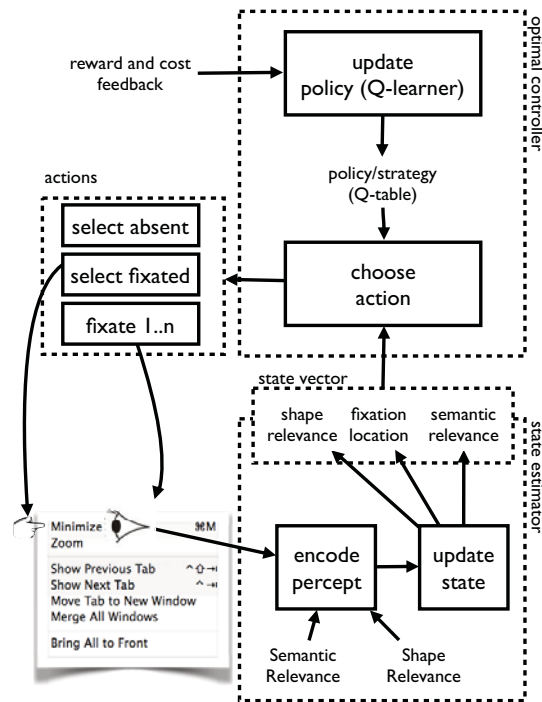 reward and cost
feedback
update
policy (Q-learner)
optimal controller
policy/strategy
(Q-table)
actions
select absent
select fixated
fixate 1..n
choose
action
state vector
shape
relevance
fixation
location
semantic
relevance
state estimator
Minimize ⌘M
Zoom
Show Previous Tab ^⇧⇥
Show Next Tab ^⇥
Move Tab to New Window
Merge All Windows
Bring All to Front
encode
percept
update
state
Semantic
Relevance
Shape
Relevance